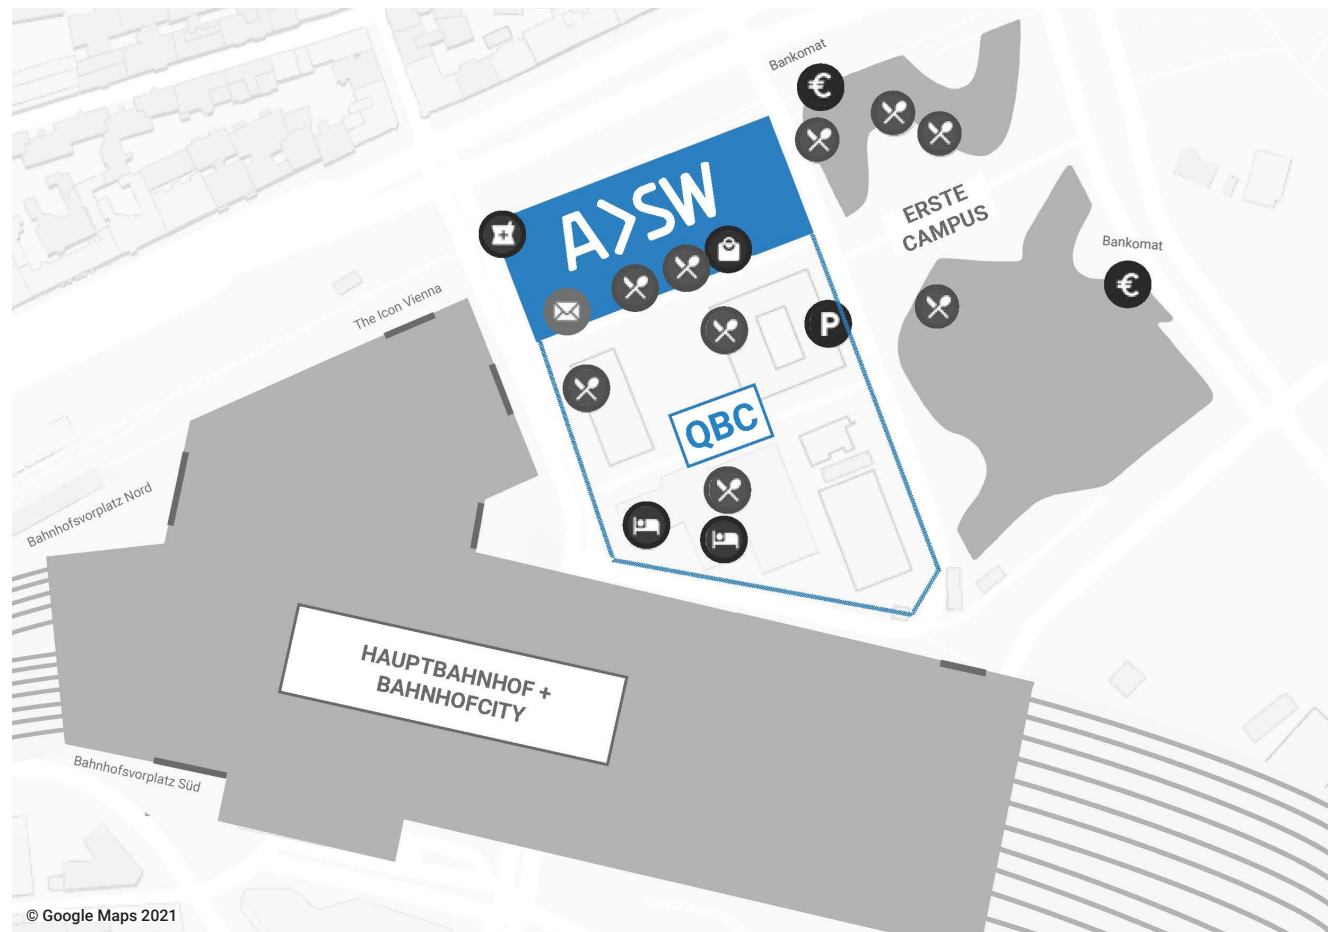 Bankomat
€
A>SW
ERSTE
CAMPUS
Bankomat
€
The Icon Vienna
P
QBC
Bahnhofsvorplatz Nord
HAUPTBAHNHOF +
BAHNHOFCITY
Bahnhofsvorplatz Süd
© Google Maps 2021